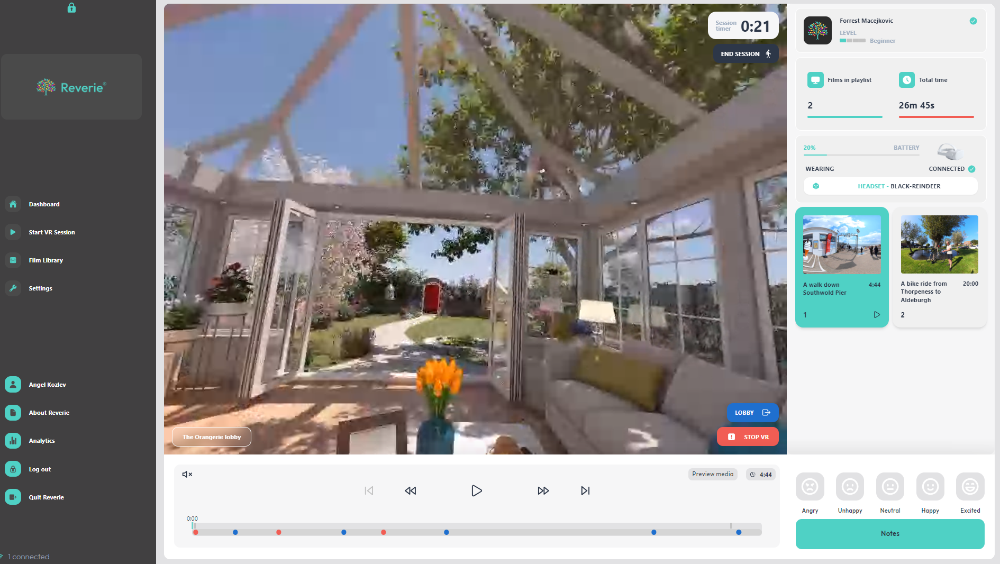 Reverie®
Dashboard
Start VR Session
Film Library
Settings
Angel Kozlev
About Reverie
Analytics
Log out
Quit Reverie
1 connected
Session
timer
0:21
END SESSION
The Orangerie lobby
LOBBY
STOP VR
Preview media
4:44
0:00
Forrest Macejkovic
LEVEL
Beginner
Films in playlist
2
Total time
26m 45s
20%
BATTERY
WEARING
CONNECTED
HEADSET - BLACK-REINDEER
A walk down
Southwold Pier
4:44
1
A bike ride from
Thorpeness to
Aldeburgh
20:00
2
Angry
Unhappy
Neutral
Happy
Excited
Notes